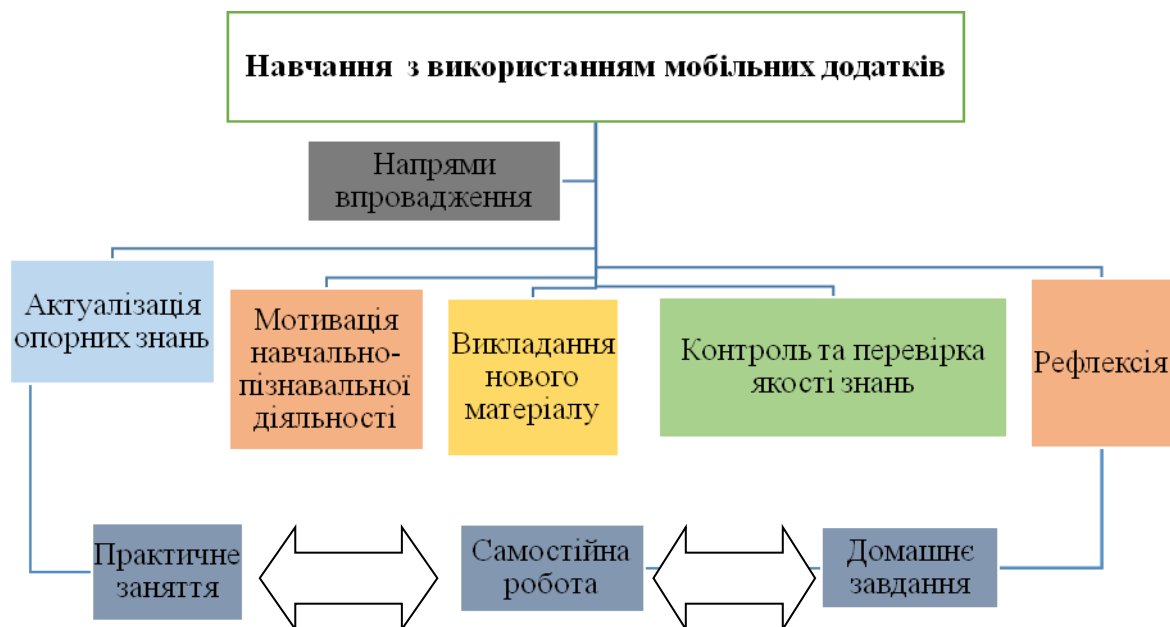 Навчання з використанням мобільних додатків
Напрями
впровадження
Актуалізація
опорних знань
Мотивація
навчально-
пізнавальної
діяльності
Викладання
нового
матеріалу
Контроль та перевірка
якості знань
Рефлексія
Практичне
заняття
Самостійна
робота
Домашнє
завдання